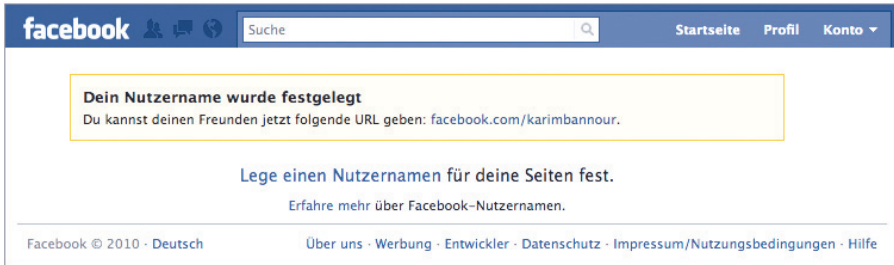 facebook Suche Startseite Profil Konto
Dein Nutzername wurde festgelegt
Du kannst deinen Freunden jetzt folgende URL geben: facebook.com/karimbannour.
Lege einen Nutzernamen für deine Seiten fest.
Erfahre mehr über Facebook-Nutzernamen.
Facebook © 2010 · Deutsch Über uns · Werbung · Entwickler · Datenschutz · Impressum/Nutzungsbedingungen · Hilfe